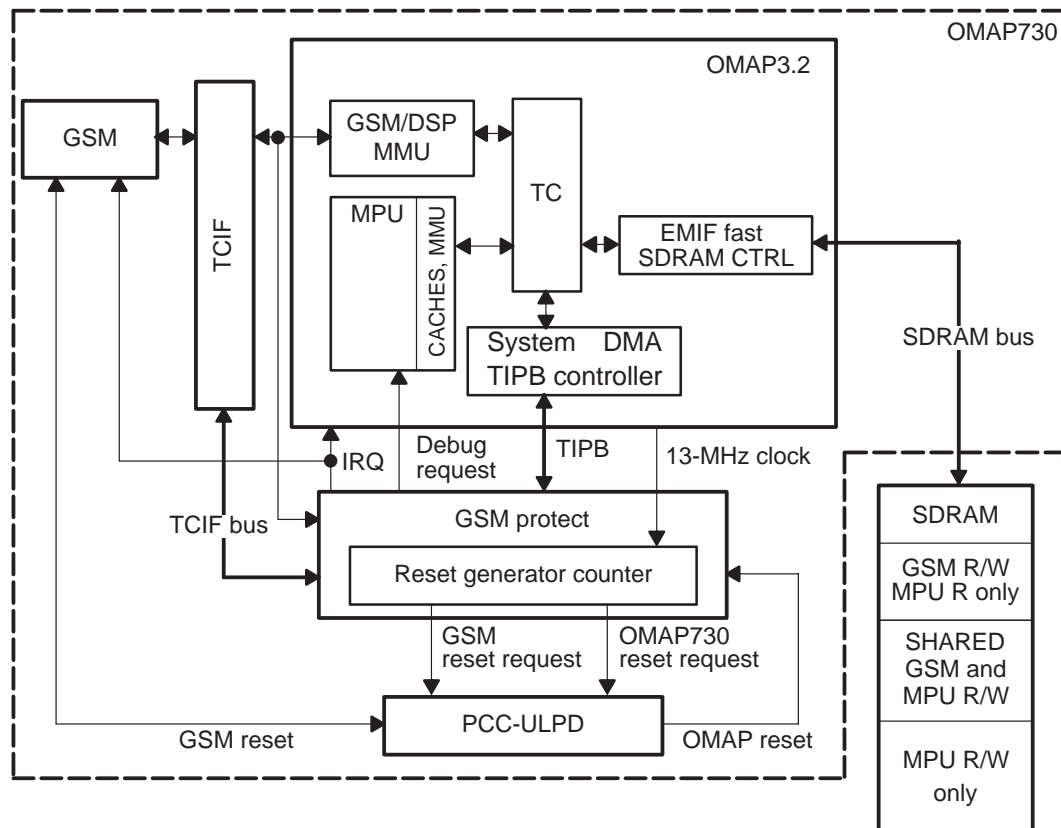 OMAP730
OMAP3.2
GSM
TCIF
GSM/DSP
MMU
MPU
CACHES, MMU
TC
EMIF fast
SDRAM CTRL
System DMA
TIPB controller
SDRAM bus
IRQ
Debug
request
TIPB
13-MHz clock
TCIF bus
GSM protect
Reset generator counter
GSM
reset request
OMAP730
reset request
PCC-ULPD
GSM reset
OMAP reset
SDRAM
GSM R/W
MPU R only
SHARED
GSM and
MPU R/W
MPU R/W
only